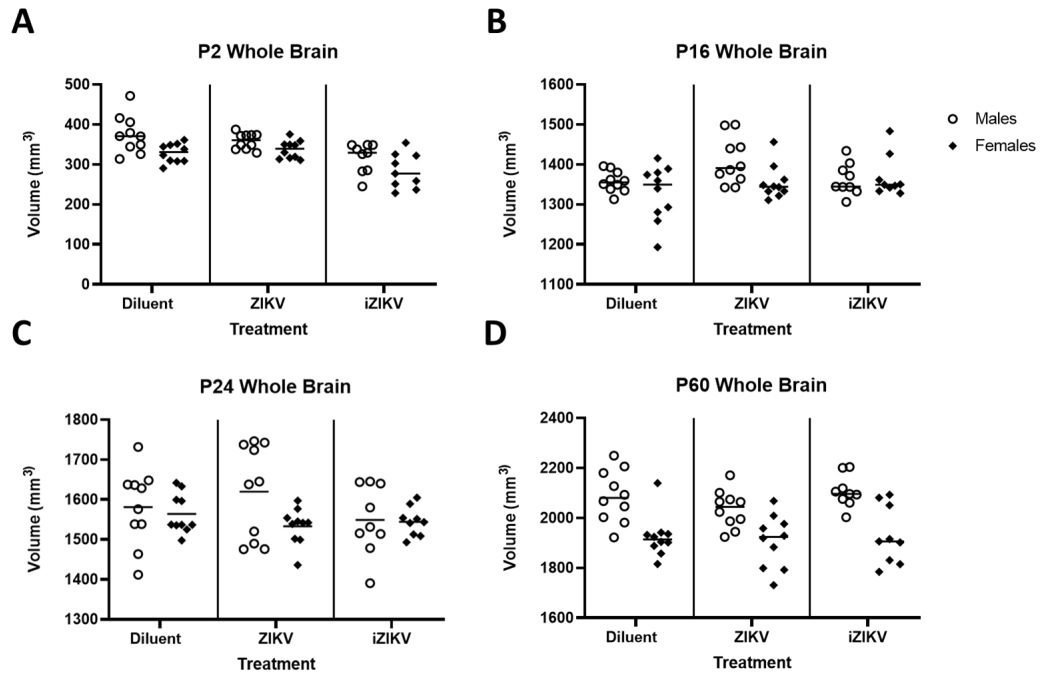 A
P2 Whole Brain
Volume (mm3)
500
400
300
200
100
0
Diluent ZIKV iZIKV
Treatment
B
P16 Whole Brain
Volume (mm3)
1600
1500
1400
1300
1200
1100
Diluent ZIKV iZIKV
Treatment
Males
Females
C
P24 Whole Brain
Volume (mm3)
1800
1700
1600
1500
1400
1300
Diluent ZIKV iZIKV
Treatment
D
P60 Whole Brain
Volume (mm3)
2400
2200
2000
1800
1600
Diluent ZIKV iZIKV
Treatment